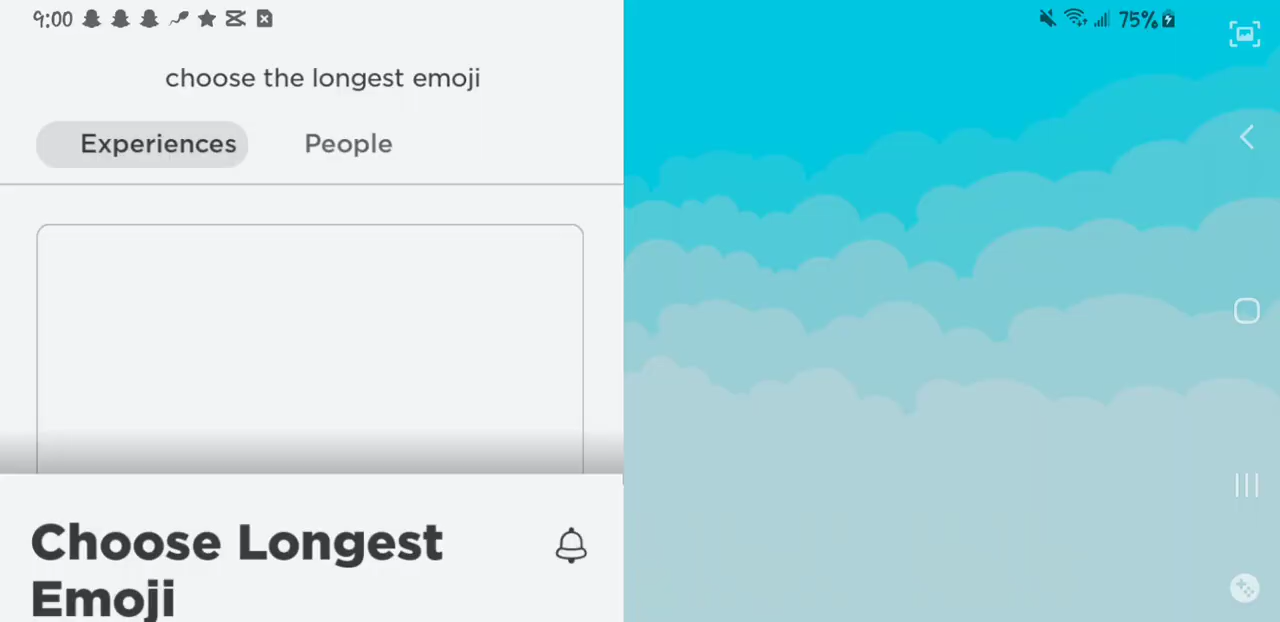 9:00
75%
choose the longest emoji
Experiences
People
Choose Longest
Emoji